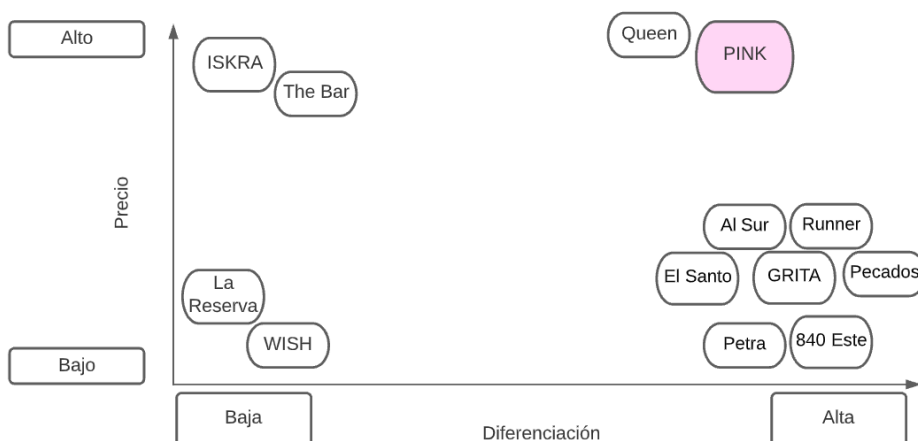 Alto
Queen
PINK
ISKRA
The Bar
Precio
Al Sur
Runner
El Santo
GRITA
Pecados
La
Reserva
WISH
Petra
840 Este
Bajo
Baja
Alta
Diferenciación